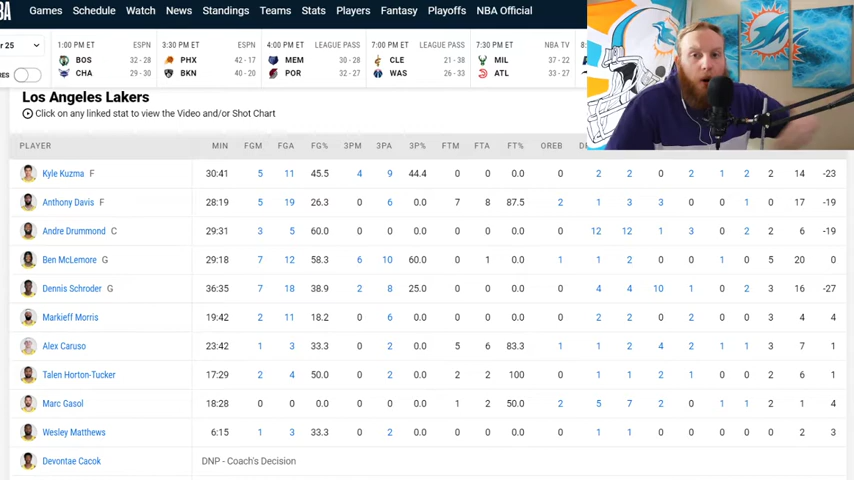 BA Games Schedule Watch News Standings Teams Stats Players Fantasy Playoffs NBA Official
r 25 1:00 PM ET ESPN 3:30 PM ET ESPN 4:00 PM ET LEAGUE PASS 7:00 PM ET LEAGUE PASS 7:30 PM ET NBA TV 8:
BOS 32 - 28 PHX 42 - 17 MEM 30 - 28 CLE 21 - 38 MIL 37 - 22
RES CHA 29 - 30 BKN 40 - 20 POR 32 - 27 WAS 26 - 33 ATL 33 - 27
Los Angeles Lakers
Click on any linked stat to view the Video and/or Shot Chart
PLAYER MIN FGM FGA FG% 3PM 3PA 3P% FTM FTA FT% OREB
Kyle Kuzma F 30:41 5 11 45.5 4 9 44.4 0 0 0.0 0 2 2 0 2 1 2 2 14 -23
Anthony Davis F 28:19 5 19 26.3 0 6 0.0 7 8 87.5 2 1 3 3 0 0 1 0 17 -19
Andre Drummond C 29:31 3 5 60.0 0 0 0.0 0 0 0.0 0 12 12 1 3 0 2 2 6 -19
Ben McLemore G 29:18 7 12 58.3 6 10 60.0 0 1 0.0 1 1 2 0 0 1 0 5 20 0
Dennis Schroder G 36:35 7 18 38.9 2 8 25.0 0 0 0.0 0 4 4 10 1 0 2 3 16 -27
Markieff Morris 19:42 2 11 18.2 0 6 0.0 0 0 0.0 0 2 2 0 2 0 0 3 4 4
Alex Caruso 23:42 1 3 33.3 0 2 0.0 5 6 83.3 1 1 2 4 2 1 1 3 7 1
Talen Horton-Tucker 17:29 2 4 50.0 0 2 0.0 2 2 100 0 1 1 2 1 0 0 2 6 1
Marc Gasol 18:28 0 0 0.0 0 0 0.0 1 2 50.0 2 5 7 2 0 1 1 2 1 4
Wesley Matthews 6:15 1 3 33.3 0 2 0.0 0 0 0.0 0 1 1 0 0 0 0 0 2 3
Devontae Cacok DNP - Coach's Decision